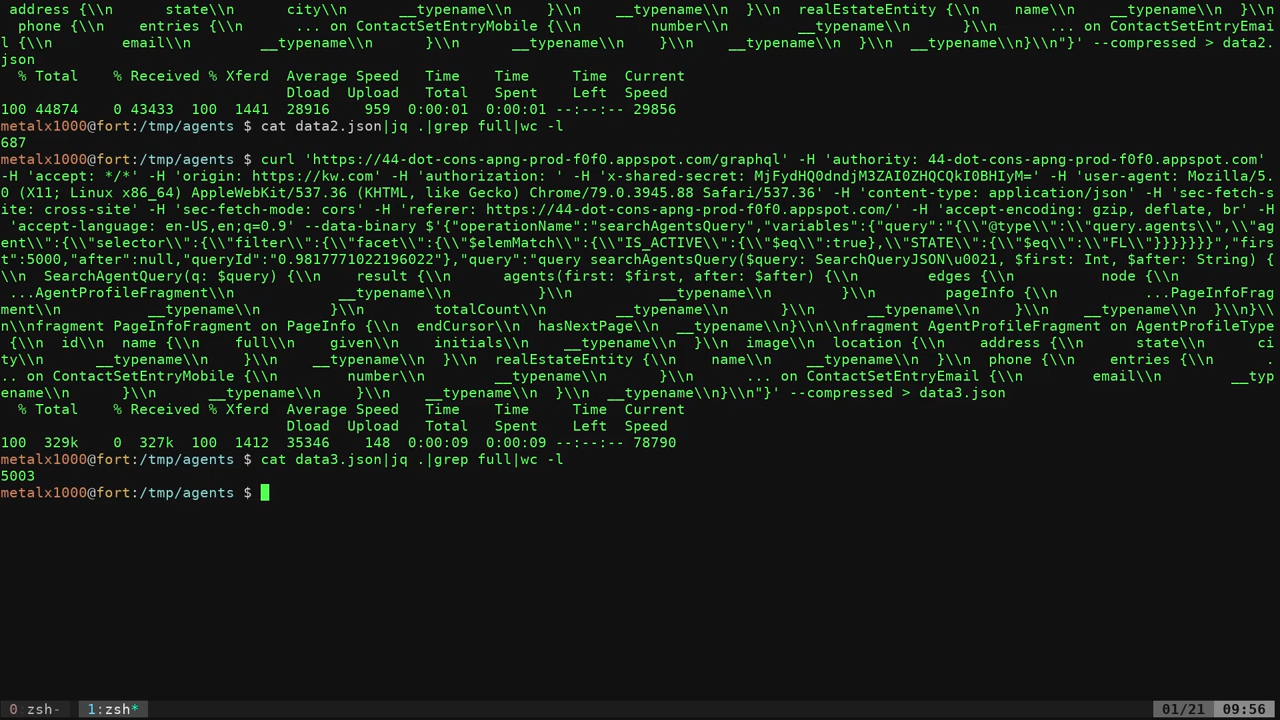 address {\\n      state\\n      city\\n      __typename\\n    }\\n    __typename\\n  }\\n  realEstateEntity {\\n    name\\n    __typename\\n  }\\n
  phone {\\n    entries {\\n      ... on ContactSetEntryMobile {\\n        number\\n        __typename\\n      }\\n      ... on ContactSetEntryEmai
l {\\n        email\\n        __typename\\n      }\\n      __typename\\n    }\\n    __typename\\n  }\\n  __typename\\n}\\n"}' --compressed > data2.
json
  % Total    % Received % Xferd  Average Speed   Time    Time     Time  Current
                                 Dload  Upload   Total   Spent    Left  Speed
100 44874    0 43433  100  1441  28916    959  0:00:01  0:00:01 --:--:-- 29856
metalx1000@fort:/tmp/agents $ cat data2.json|jq .|grep full|wc -l
687
metalx1000@fort:/tmp/agents $ curl 'https://44-dot-cons-apng-prod-f0f0.appspot.com/graphql' -H 'authority: 44-dot-cons-apng-prod-f0f0.appspot.com'
-H 'accept: */*' -H 'origin: https://kw.com' -H 'authorization: ' -H 'x-shared-secret: MjFydHQ0dndjM3ZAI0ZHQCQkI0BHIyM=' -H 'user-agent: Mozilla/5.
0 (X11; Linux x86_64) AppleWebKit/537.36 (KHTML, like Gecko) Chrome/79.0.3945.88 Safari/537.36' -H 'content-type: application/json' -H 'sec-fetch-s
ite: cross-site' -H 'sec-fetch-mode: cors' -H 'referer: https://44-dot-cons-apng-prod-f0f0.appspot.com/' -H 'accept-encoding: gzip, deflate, br' -H
 'accept-language: en-US,en;q=0.9' --data-binary $'{"operationName":"searchAgentsQuery","variables":{"query":"{\\"@type\\":\\"query.agents\\",\\"ag
ent\\":{\\"selector\\":{\\"filter\\":{\\"facet\\":{\\"$elemMatch\\":{\\"IS_ACTIVE\\":{\\"$eq\\":true},\\"STATE\\":{\\"$eq\\":\\"FL\\"}}}}}}}","firs
t":5000,"after":null,"queryId":"0.9817771022196022"},"query":"query searchAgentsQuery($query: SearchQueryJSON\u0021, $first: Int, $after: String) {
\\n  SearchAgentQuery(q: $query) {\\n    result {\\n      agents(first: $first, after: $after) {\\n        edges {\\n          node {\\n
 ...AgentProfileFragment\\n            __typename\\n          }\\n          __typename\\n        }\\n        pageInfo {\\n          ...PageInfoFrag
ment\\n          __typename\\n        }\\n        totalCount\\n        __typename\\n      }\\n      __typename\\n    }\\n    __typename\\n  }\\n}\\
n\\nfragment PageInfoFragment on PageInfo {\\n  endCursor\\n  hasNextPage\\n  __typename\\n}\\n\\nfragment AgentProfileFragment on AgentProfileType
 {\\n  id\\n  name {\\n    full\\n    given\\n    initials\\n    __typename\\n  }\\n  image\\n  location {\\n    address {\\n      state\\n      ci
ty\\n      __typename\\n    }\\n    __typename\\n  }\\n  realEstateEntity {\\n    name\\n    __typename\\n  }\\n  phone {\\n    entries {\\n      .
.. on ContactSetEntryMobile {\\n        number\\n        __typename\\n      }\\n      ... on ContactSetEntryEmail {\\n        email\\n        __typ
ename\\n      }\\n      __typename\\n    }\\n    __typename\\n  }\\n  __typename\\n}\\n"}' --compressed > data3.json
  % Total    % Received % Xferd  Average Speed   Time    Time     Time  Current
                                 Dload  Upload   Total   Spent    Left  Speed
100  329k    0  327k  100  1412  35346    148  0:00:09  0:00:09 --:--:-- 78790
metalx1000@fort:/tmp/agents $ cat data3.json|jq .|grep full|wc -l
5003
metalx1000@fort:/tmp/agents $
0 zsh-  1:zsh*  01/21  09:56